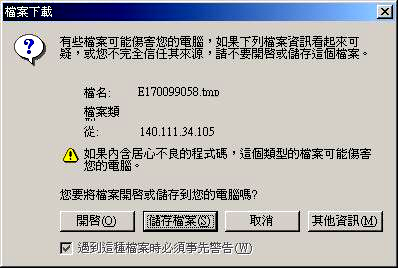 檔案下載
有些檔案可能傷害您的電腦，如果下列檔案資訊看起來可
疑，或您不完全信任其來源，請不要開啓或儲存這個檔案。
檔名: E170099058.tmp
檔案類
從: 140.111.34.105
如果內含居心不良的程式碼，這個類型的檔案可能傷害
您的電腦。
您要將檔案開啓或儲存到您的電腦嗎?
開啓(O) 儲存檔案(S) 取消 其他資訊(M)
遇到這種檔案時必須事先警告(W)